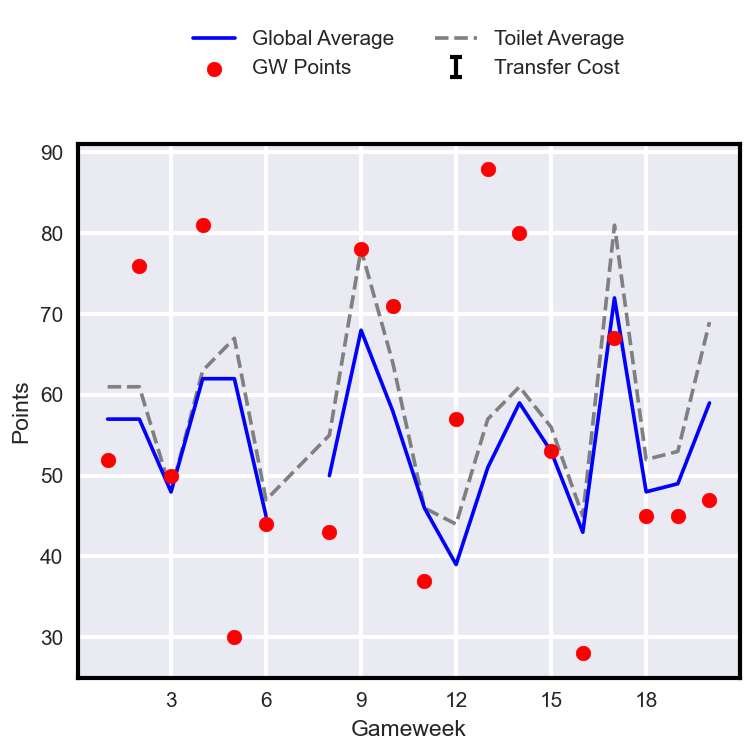 Global Average
Toilet Average
GW Points
Transfer Cost
90
80
70
60
50
40
30
Points
3
6
9
12
15
18
Gameweek